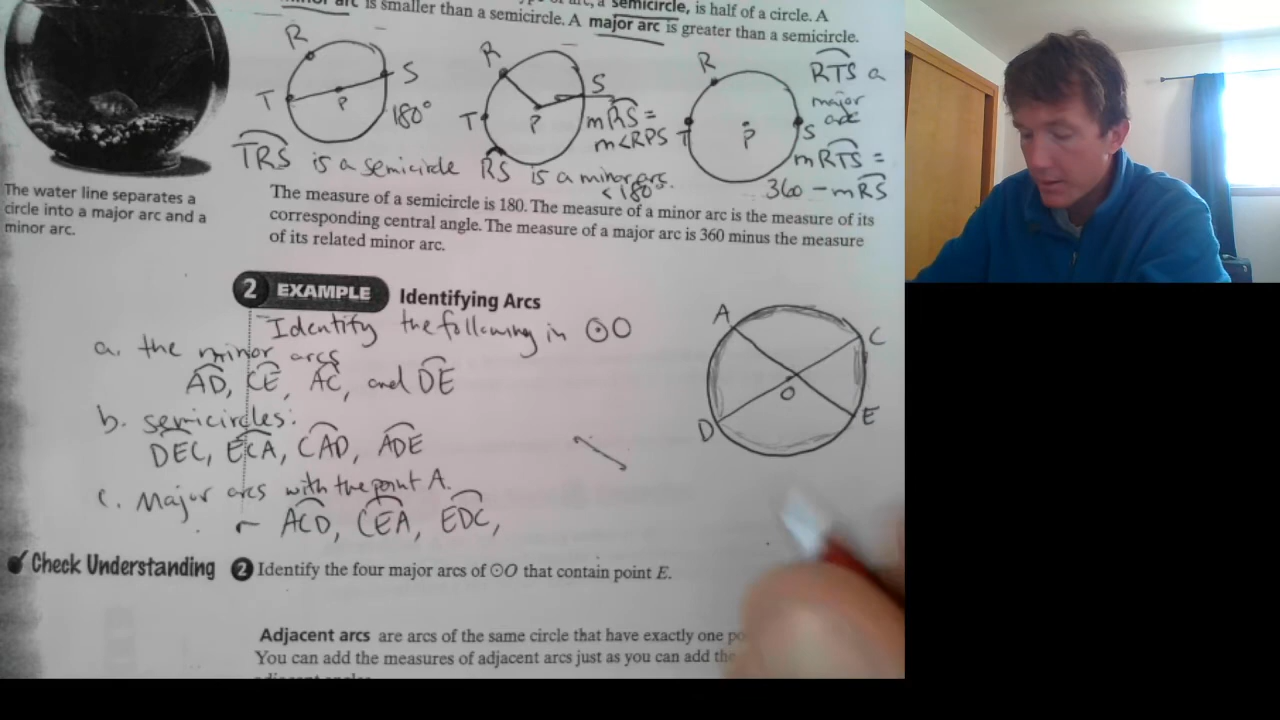 arc is smaller than a semicircle. A major arc is greater than a semicircle.
semicircle, is half of a circle. A
R
S
T
P
180°
TRS is a semicircle
R
S
T
P
mRS =
m<RPS
RS is a minor arc.
< 180°
R
T
S
P
RTS a
major
arc
mRTS =
360 - mRS
The water line separates a
circle into a major arc and a
minor arc.
The measure of a semicircle is 180. The measure of a minor arc is the measure of its
corresponding central angle. The measure of a major arc is 360 minus the measure
of its related minor arc.
2 EXAMPLE Identifying Arcs
Identify the following in ⊙O
a. the minor arcs
AD, CE, AC, and DE
b. semicircles:
DEC, ECA, CAD, ADE
c. Major arcs with the point A.
ACD, CEA, EDC,
A
C
O
D
E
Check Understanding 2 Identify the four major arcs of ⊙O that contain point E.
Adjacent arcs are arcs of the same circle that have exactly one
You can add the measures of adjacent arcs just as you can add the